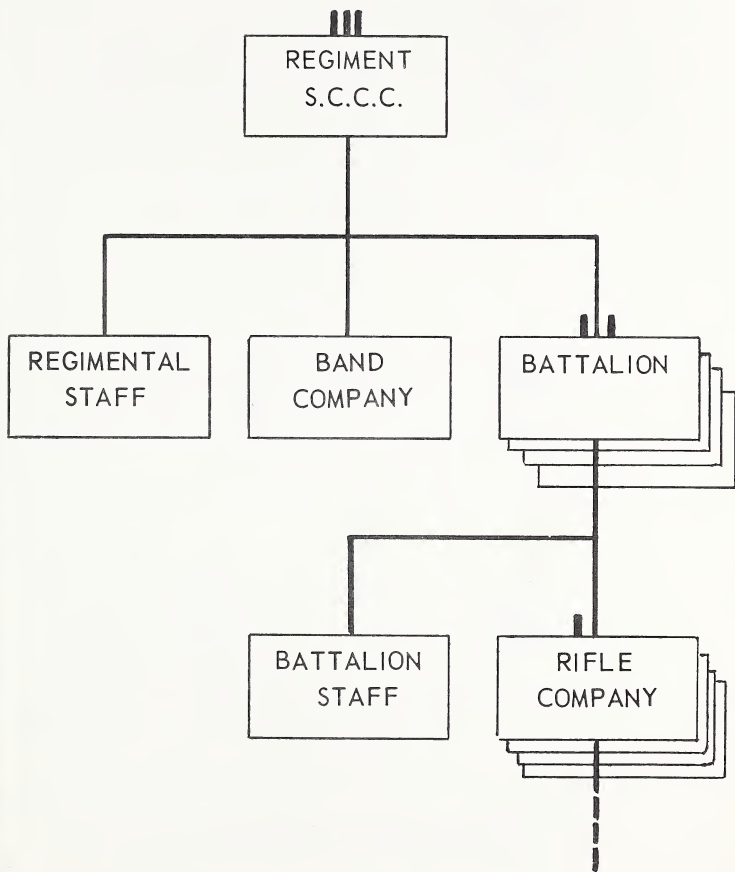 REGIMENT
S.C.C.C.
REGIMENTAL
STAFF
BAND
COMPANY
BATTALION
BATTALION
STAFF
RIFLE
COMPANY